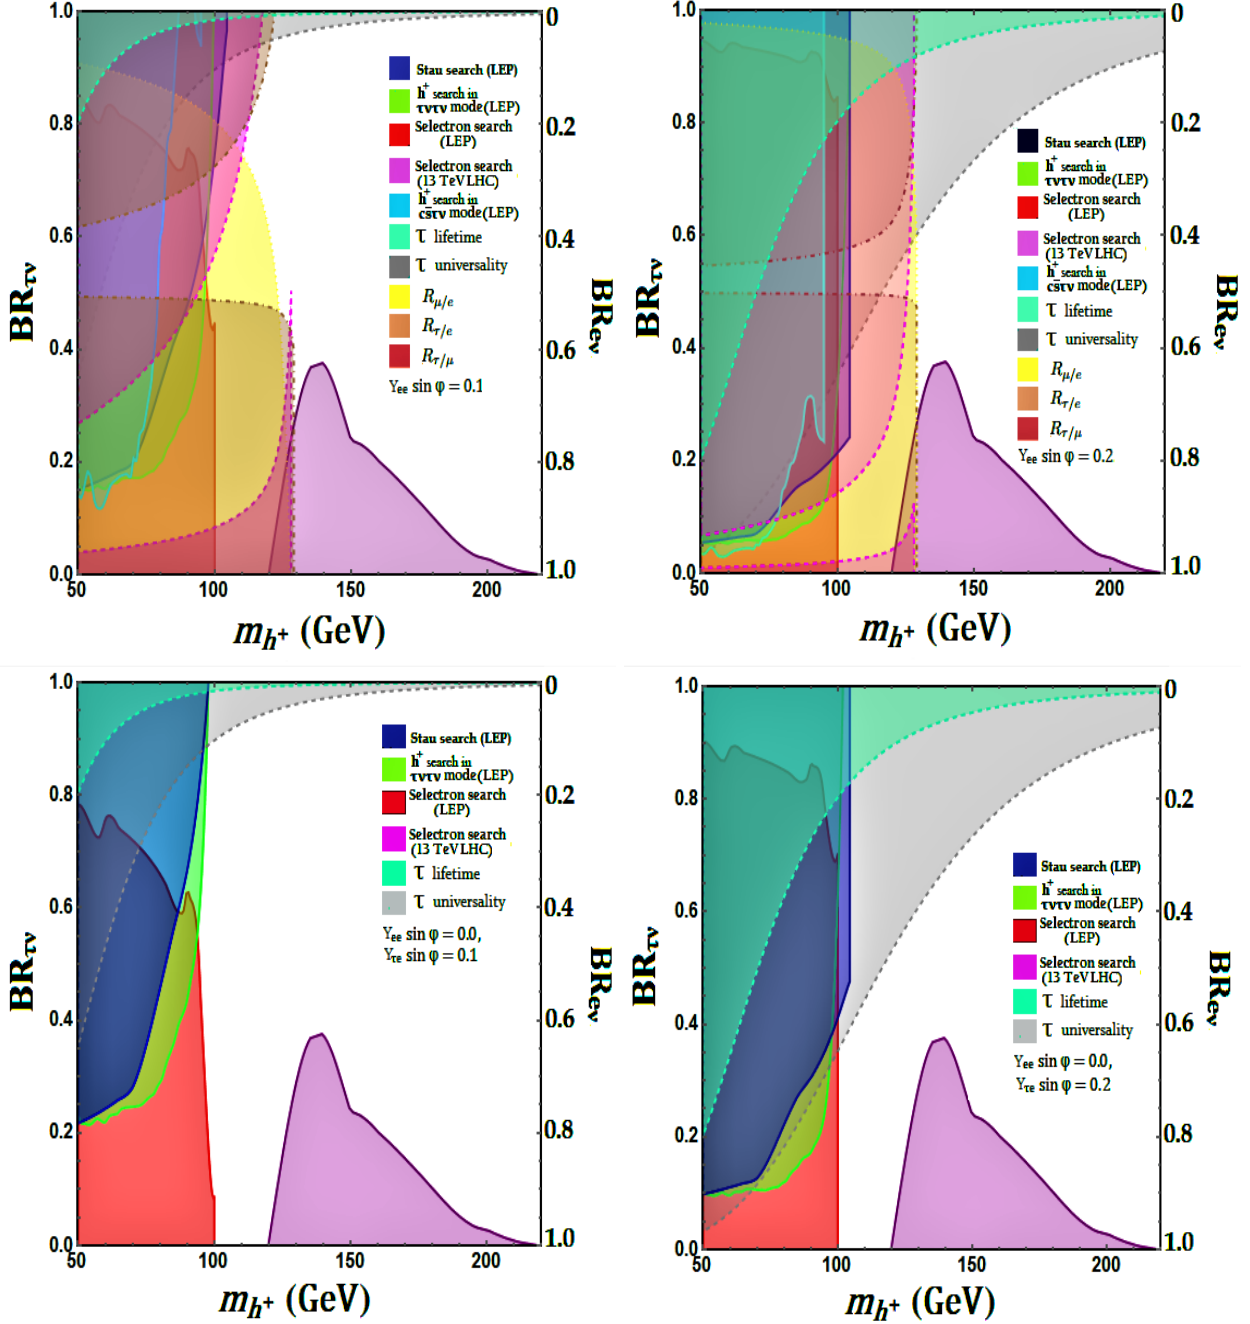 1.0
0.8
0.6
0.4
0.2
0.0
BRτν
50
100
150
200
m_h+ (GeV)
0
0.2
0.4
0.6
0.8
1.0
BReν
Stau search (LEP)
h+ search in
τντν mode(LEP)
Selectron search
(LEP)
Selectron search
(13 TeV LHC)
h+ search in
c̄sτν mode(LEP)
τ lifetime
τ universality
Rμ/e
Rτ/e
Rτ/μ
Yee sin φ = 0.1
1.0
0.8
0.6
0.4
0.2
0.0
BRτν
50
100
150
200
m_h+ (GeV)
0
0.2
0.4
0.6
0.8
1.0
BReν
Stau search (LEP)
h+ search in
τντν mode(LEP)
Selectron search
(LEP)
Selectron search
(13 TeV LHC)
h+ search in
c̄sτν mode(LEP)
τ lifetime
τ universality
Rμ/e
Rτ/e
Rτ/μ
Yee sin φ = 0.2
1.0
0.8
0.6
0.4
0.2
0.0
BRτν
50
100
150
200
m_h+ (GeV)
0
0.2
0.4
0.6
0.8
1.0
BReν
Stau search (LEP)
h+ search in
τντν mode(LEP)
Selectron search
(LEP)
Selectron search
(13 TeV LHC)
τ lifetime
τ universality
Yee sin φ = 0.0,
Yτe sin φ = 0.1
1.0
0.8
0.6
0.4
0.2
0.0
BRτν
50
100
150
200
m_h+ (GeV)
0
0.2
0.4
0.6
0.8
1.0
BReν
Stau search (LEP)
h+ search in
τντν mode(LEP)
Selectron search
(LEP)
Selectron search
(13 TeV LHC)
τ lifetime
τ universality
Yee sin φ = 0.0,
Yτe sin φ = 0.2